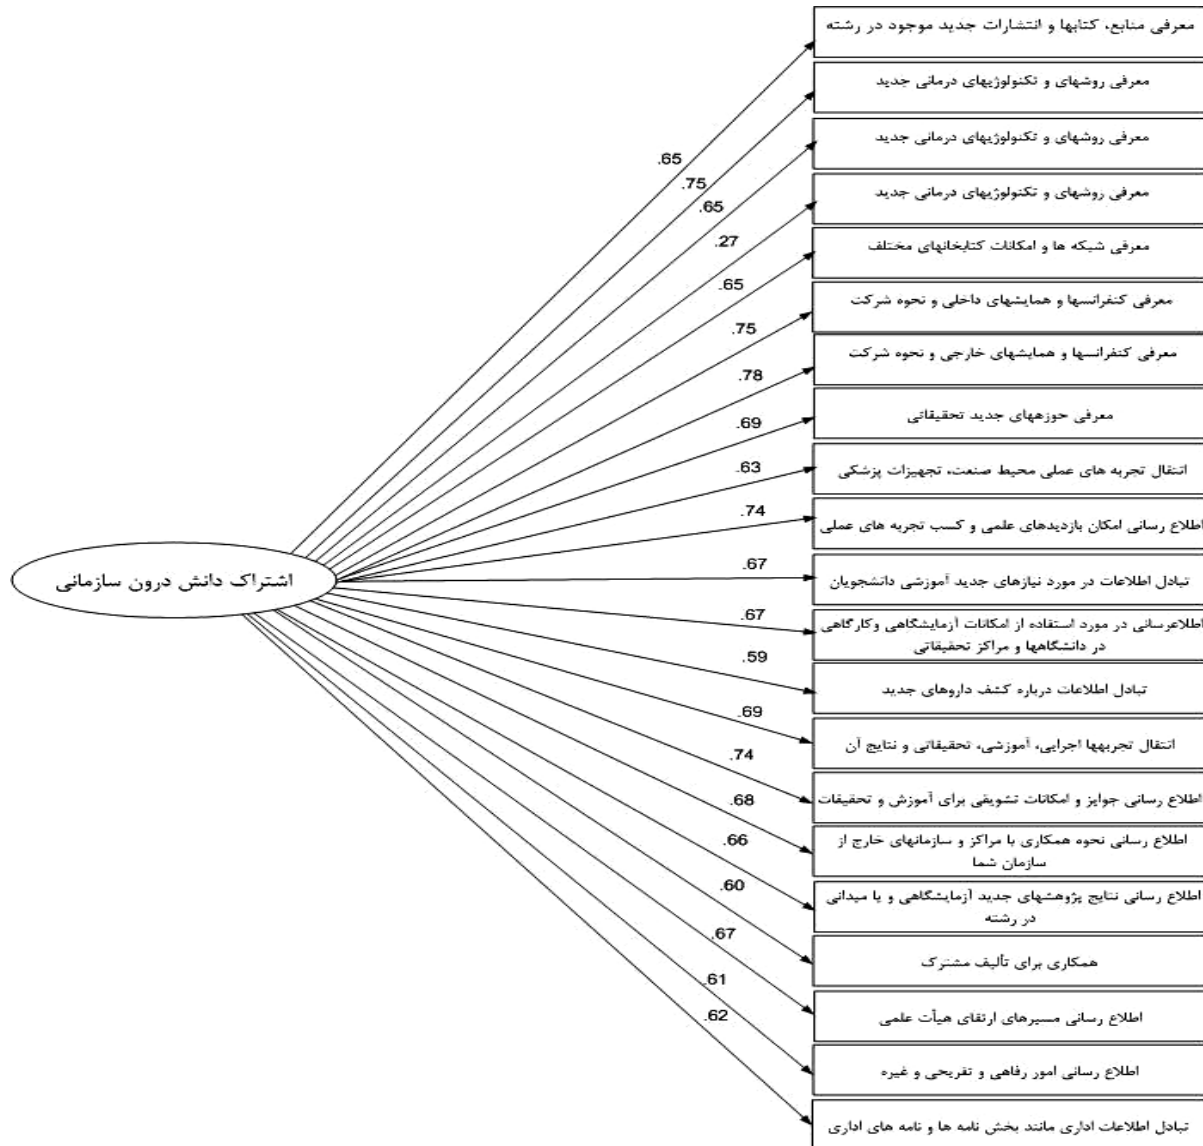 معرفی منابع، کتابها و انتشارات جدید موجود در رشته
معرفی روشهای و تکنولوژیهای درمانی جدید
معرفی روشهای و تکنولوژیهای درمانی جدید
معرفی روشهای و تکنولوژیهای درمانی جدید
معرفی شبکه ها و امکانات کتابخانهای مختلف
معرفی کنفرانسها و همایشهای داخلی و نحوه شرکت
معرفی کنفرانسها و همایشهای خارجی و نحوه شرکت
معرفی حوزههای جدید تحقیقاتی
انتقال تجربه های عملی محیط صنعت، تجهیزات پزشکی
اطلاع رسانی امکان بازدیدهای علمی و کسب تجربه های عملی
تبادل اطلاعات در مورد نیازهای جدید آموزشی دانشجویان
اطلاعرسانی در مورد استفاده از امکانات آزمایشگاهی وکارگاهی
در دانشگاهها و مراکز تحقیقاتی
تبادل اطلاعات درباره کشف داروهای جدید
انتقال تجربهها اجرایی، آموزشی، تحقیقاتی و نتایج آن
اطلاع رسانی جوایز و امکانات تشویقی برای آموزش و تحقیقات
اطلاع رسانی نحوه همکاری با مراکز و سازمانهای خارج از
سازمان شما
اطلاع رسانی نتایج پژوهشهای جدید آزمایشگاهی و یا میدانی
در رشته
همکاری برای تألیف مشترک
اطلاع رسانی مسیرهای ارتقای هیأت علمی
اطلاع رسانی امور رفاهی و تفریحی و غیره
تبادل اطلاعات اداری مانند بخش نامه ها و نامه های اداری
.65
.75
.65
.27
.65
.75
.78
.69
.63
.74
.67
.67
.59
.69
.74
.68
.66
.60
.67
.61
.62
اشتراک دانش درون سازمانی